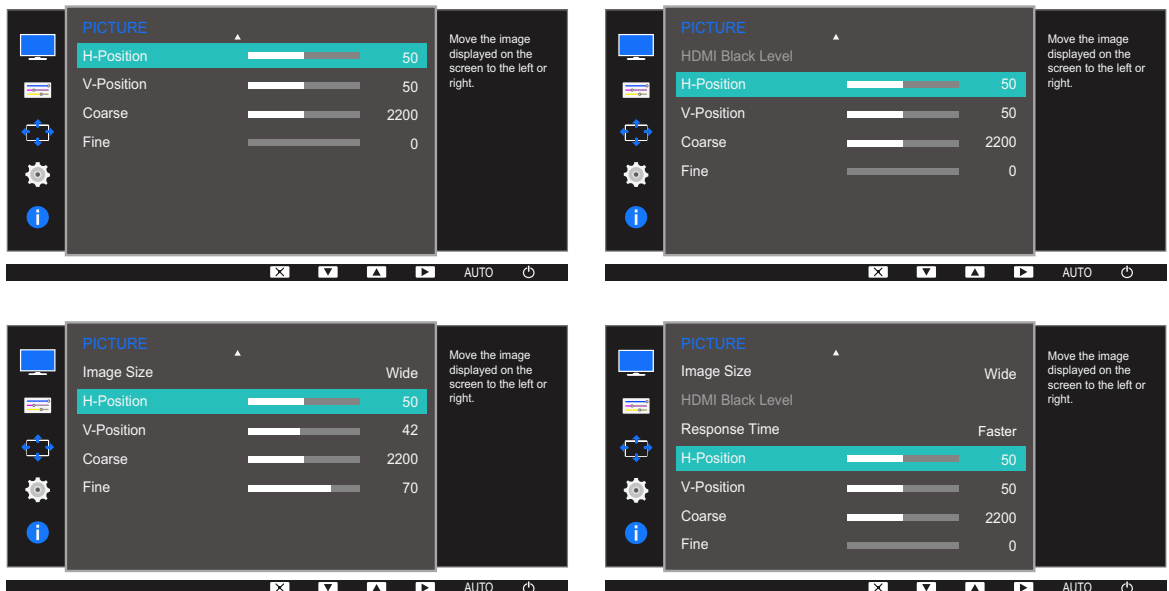 PICTURE
H-Position 50
V-Position 50
Coarse 2200
Fine 0
Move the image
displayed on the
screen to the left or
right.
AUTO
PICTURE
HDMI Black Level
H-Position 50
V-Position 50
Coarse 2200
Fine 0
Move the image
displayed on the
screen to the left or
right.
AUTO
PICTURE
Image Size Wide
H-Position 50
V-Position 42
Coarse 2200
Fine 70
Move the image
displayed on the
screen to the left or
right.
AUTO
PICTURE
Image Size Wide
HDMI Black Level
Response Time Faster
H-Position 50
V-Position 50
Coarse 2200
Fine 0
Move the image
displayed on the
screen to the left or
right.
AUTO